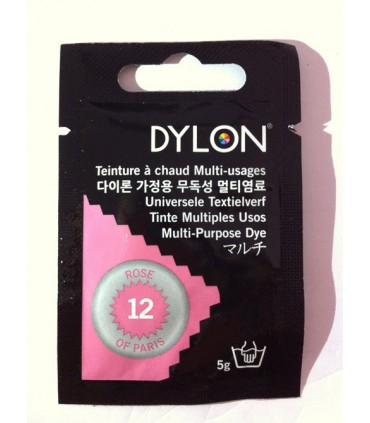 DYLON®
Teinture à chaud Multi-usages
다이론 가정용 무독성 멀티염료
Universele Textielverf
Tinte Multiples Usos
Multi-Purpose Dye
マルチ
ROSE
12
OF PARIS
5g